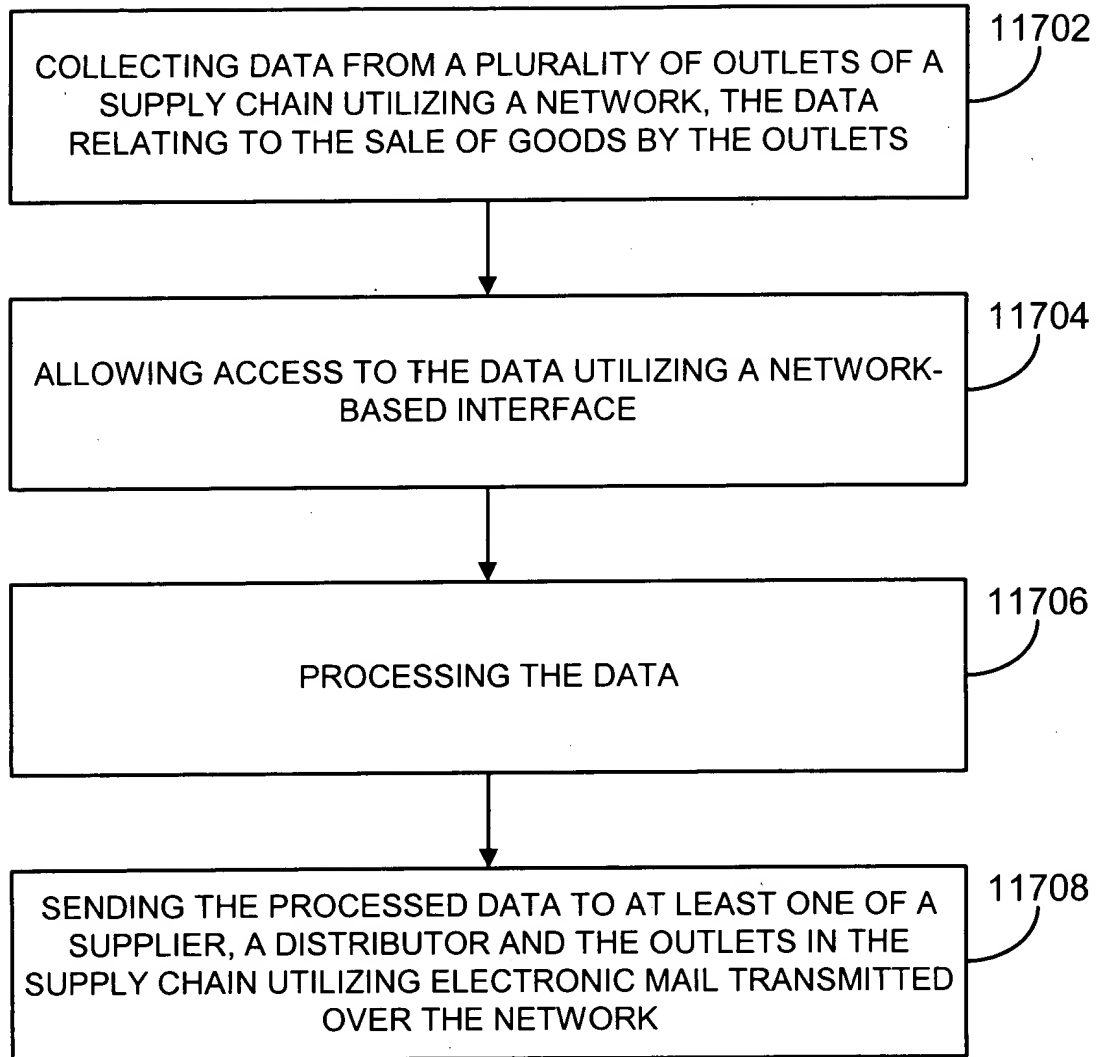 11702
COLLECTING DATA FROM A PLURALITY OF OUTLETS OF A
SUPPLY CHAIN UTILIZING A NETWORK, THE DATA
RELATING TO THE SALE OF GOODS BY THE OUTLETS
11704
ALLOWING ACCESS TO THE DATA UTILIZING A NETWORK-
BASED INTERFACE
11706
PROCESSING THE DATA
11708
SENDING THE PROCESSED DATA TO AT LEAST ONE OF A
SUPPLIER, A DISTRIBUTOR AND THE OUTLETS IN THE
SUPPLY CHAIN UTILIZING ELECTRONIC MAIL TRANSMITTED
OVER THE NETWORK